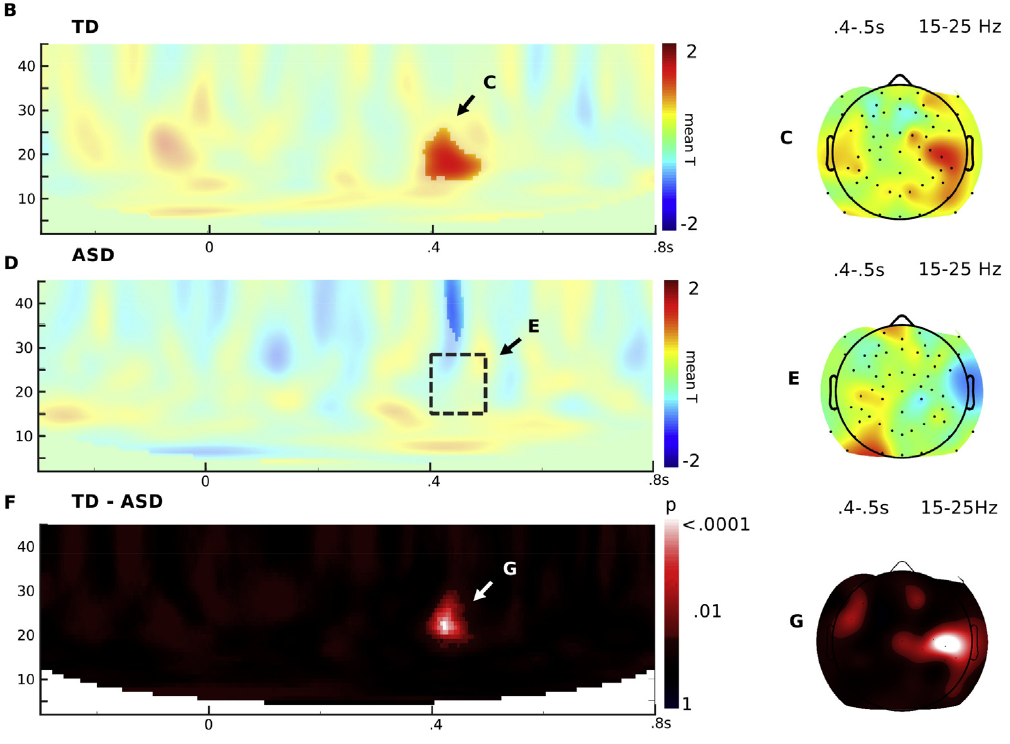 B
TD
.4-.5s 15-25 Hz
40
30
20
10
C
2
mean T
-2
C
0 .4 .8s
D
ASD
.4-.5s 15-25 Hz
40
30
20
10
E
2
mean T
-2
E
0 .4 .8s
F
TD - ASD
p
.4-.5s 15-25Hz
40
30
20
10
G
<.0001
.01
1
G
0 .4 .8s